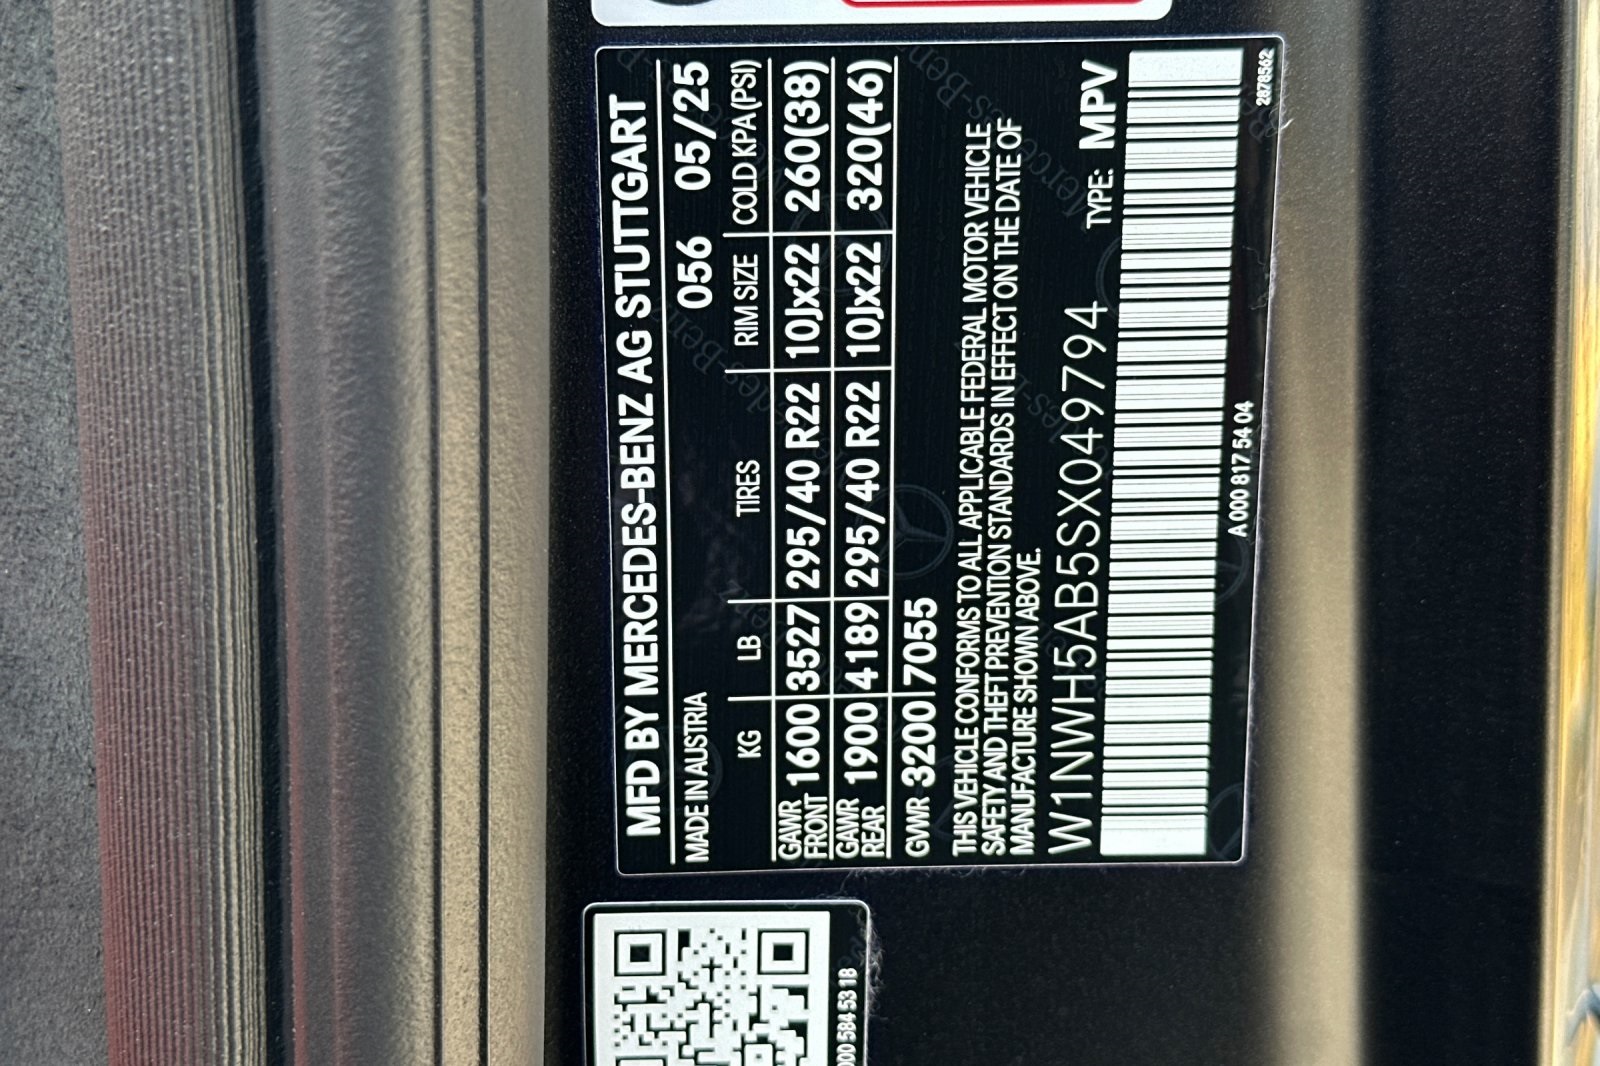 MFD BY MERCEDES-BENZ AG STUTTGART
MADE IN AUSTRIA 056 05/25
KG LB TIRES RIM SIZE COLD KPA(PSI)
GAWR FRONT 1600 3527 295/40 R22 10Jx22 260(38)
GAWR REAR 1900 4189 295/40 R22 10Jx22 320(46)
GVWR 3200 7055
THIS VEHICLE CONFORMS TO ALL APPLICABLE FEDERAL MOTOR VEHICLE
SAFETY AND THEFT PREVENTION STANDARDS IN EFFECT ON THE DATE OF
MANUFACTURE SHOWN ABOVE.
W1NWH5AB5SX049794 TYPE: MPV
A 000 817 54 04
2878562
000 584 53 18